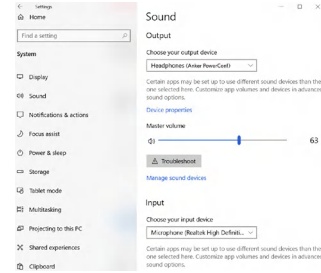 Settings
Home
Find a setting
System
Display
Sound
Notifications & actions
Focus assist
Power & sleep
Storage
Tablet mode
Multitasking
Projecting to this PC
Shared experiences
Clipboard
Sound
Output
Choose your output device
Headphones (Anker PowerConf)
Certain apps may be set up to use different sound devices than the
one selected here. Customize app volumes and devices in advanced
sound options.
Device properties
Master volume
63
Troubleshoot
Manage sound devices
Input
Choose your input device
Microphone (Realtek High Definiti...
Certain apps may be set up to use different sound devices than the
one selected here. Customize app volumes and devices in advanced
sound options.